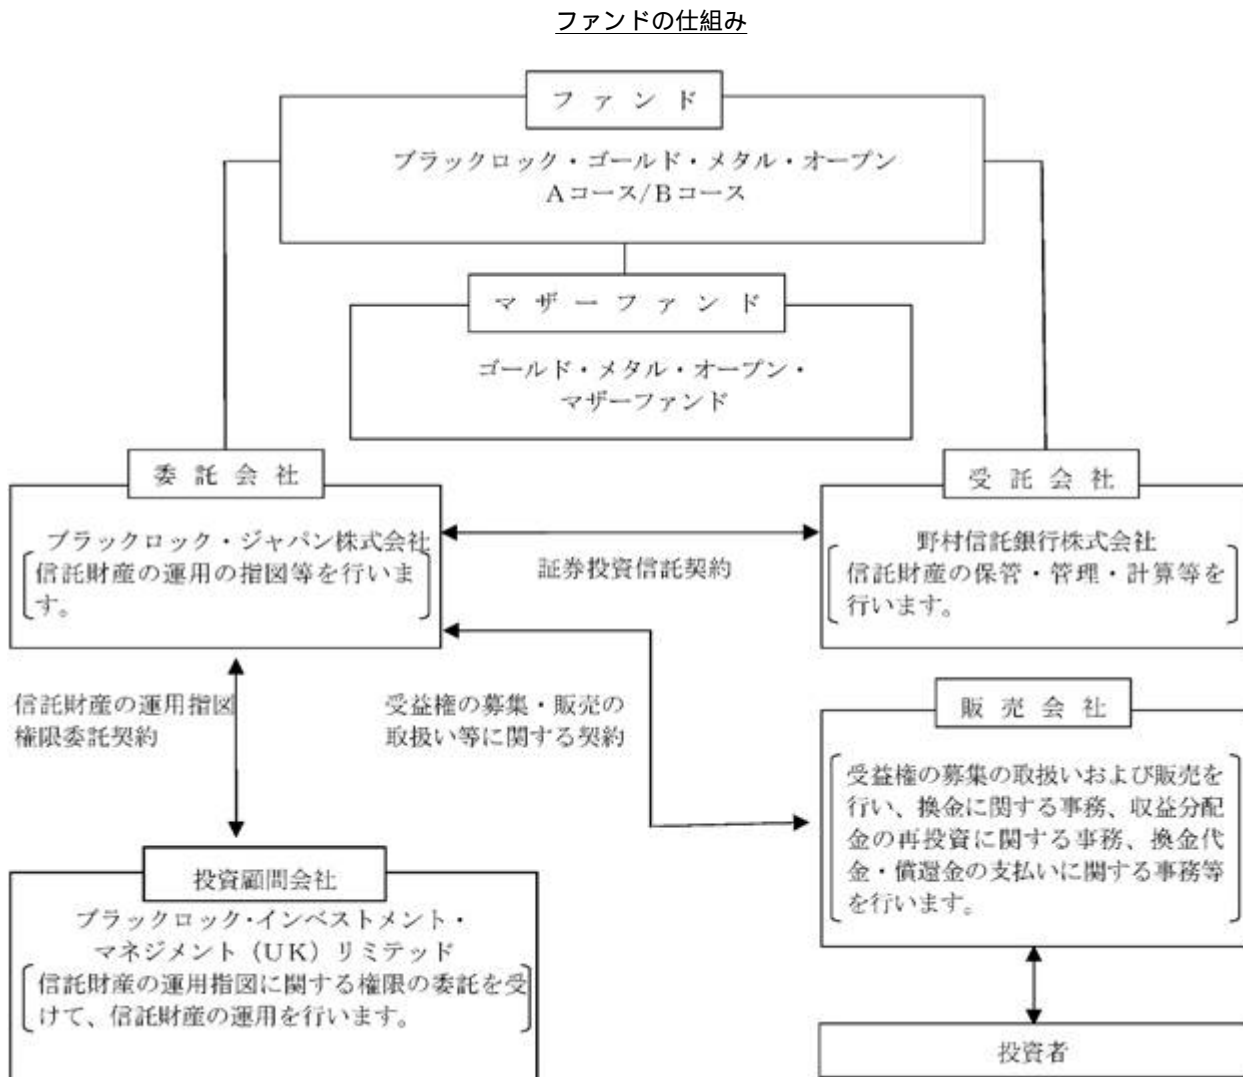 ファンドの仕組み
ファンド
ブラックロック・ゴールド・メタル・オープン
Aコース/Bコース
マザーファンド
ゴールド・メタル・オープン・
マザーファンド
委託会社
ブラックロック・ジャパン株式会社
信託財産の運用の指図等を行いま
す。
証券投資信託契約
受託会社
野村信託銀行株式会社
信託財産の保管・管理・計算等を
行います。
信託財産の運用指図
権限委託契約
受益権の募集・販売の
取扱い等に関する契約
販売会社
受益権の募集の取扱いおよび販売を
行い、換金に関する事務、収益分配
金の再投資に関する事務、換金代
金・償還金の支払いに関する事務等
を行います。
投資顧問会社
ブラックロック・インベストメント・
マネジメント（UK）リミテッド
信託財産の運用指図に関する権限の委託を受
けて、信託財産の運用を行います。
投資者